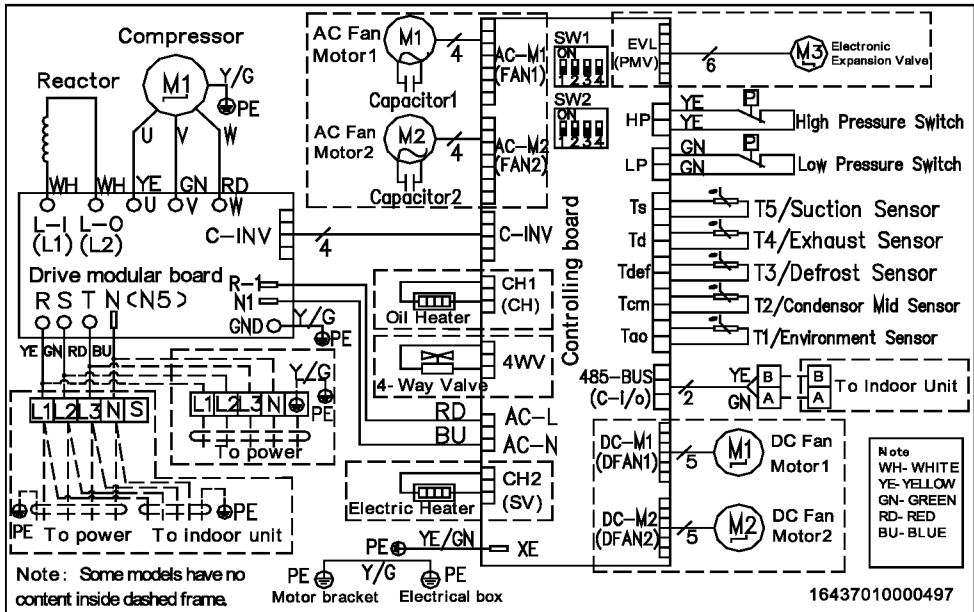 Compressor
Reactor
M1
Y/G
PE
U
V
W
WH
WH
YE
GN
RD
U
V
W
L-I
(L1)
L-O
(L2)
C-INV
4
Drive modular board
R S T N (N5)
R-1
N1
GND
Y/G
PE
YE GN RD BU
L1 L2 L3 N S
L1 L2 L3 N
Y/G
PE
To power
PE
To power
To indoor unit
PE
Note: Some models have no
content inside dashed frame.
AC Fan
Motor1
M1
4
Capacitor1
AC-M1
(FAN1)
AC Fan
Motor2
M2
4
Capacitor2
AC-M2
(FAN2)
C-INV
Oil Heater
CH1
(CH)
4-Way Valve
4WV
RD
AC-L
BU
AC-N
Electric Heater
CH2
(SV)
PE
YE/GN
XE
PE
Y/G
PE
Motor bracket
Electrical box
SW1
ON
1 2 3 4
SW2
ON
1 2 3 4
Controlling board
EVL
(PMV)
6
M3
Electronic
Expansion Valve
HP
YE
YE
P
High Pressure Switch
LP
GN
GN
P
Low Pressure Switch
Ts
T5/Suction Sensor
Td
T4/Exhaust Sensor
Tdef
T3/Defrost Sensor
Tcm
T2/Condensor Mid Sensor
Tao
T1/Environment Sensor
485-BUS
(C-i/o)
2
YE
GN
B
A
B
A
To Indoor Unit
DC-M1
(DFAN1)
5
M1
DC Fan
Motor1
DC-M2
(DFAN2)
5
M2
DC Fan
Motor2
Note
WH-WHITE
YE-YELLOW
GN-GREEN
RD-RED
BU-BLUE
16437010000497